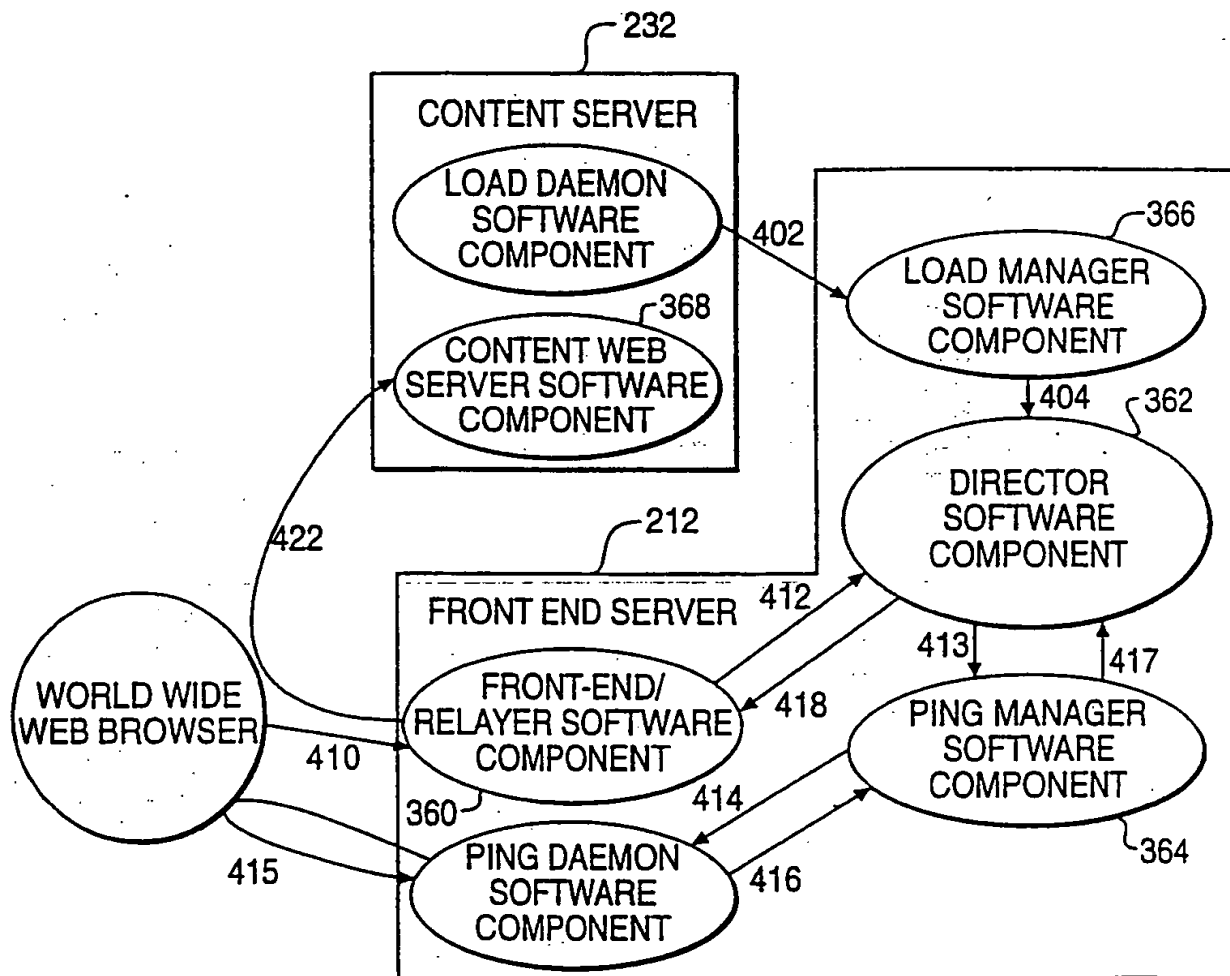 232
CONTENT SERVER
LOAD DAEMON
SOFTWARE
COMPONENT
402
366
LOAD MANAGER
SOFTWARE
COMPONENT
368
CONTENT WEB
SERVER SOFTWARE
COMPONENT
404
362
DIRECTOR
SOFTWARE
COMPONENT
422
212
412
FRONT END SERVER
413
417
WORLD WIDE
WEB BROWSER
FRONT-END/
RELAYER SOFTWARE
COMPONENT
418
PING MANAGER
SOFTWARE
COMPONENT
410
360
414
364
415
PING DAEMON
SOFTWARE
COMPONENT
416